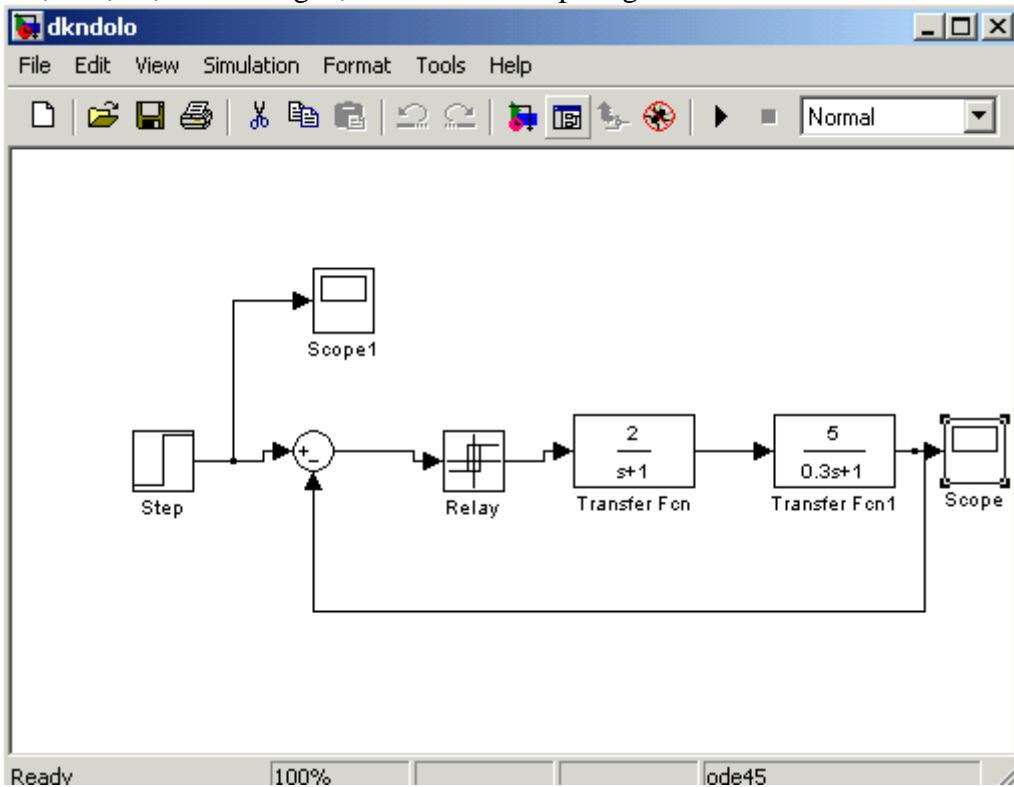 dkndolo
File Edit View Simulation Format Tools Help
Normal
Scope1
+
-
2
s+1
5
0.3s+1
Step
Relay
Transfer Fcn
Transfer Fcn1
Scope
Ready 100% ode45